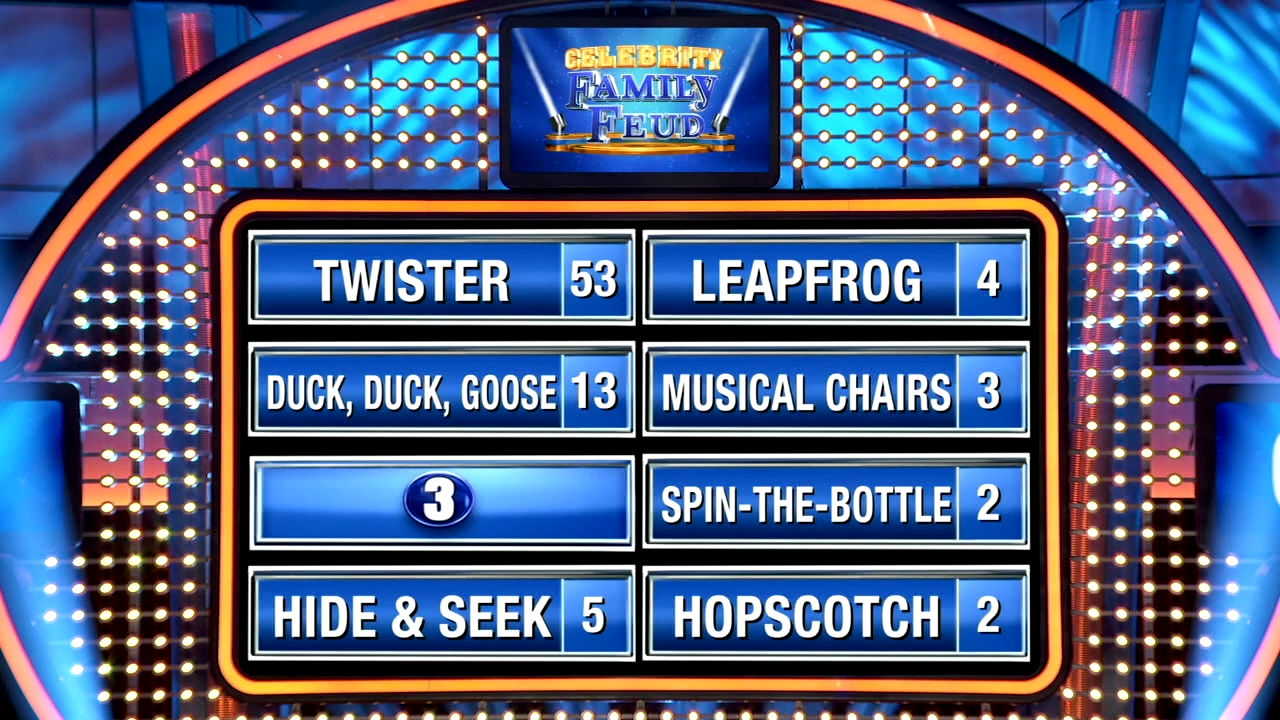 CELEBRITY
FAMILY
FEUD
TWISTER 53
DUCK, DUCK, GOOSE 13
3
HIDE & SEEK 5
LEAPFROG 4
MUSICAL CHAIRS 3
SPIN-THE-BOTTLE 2
HOPSCOTCH 2